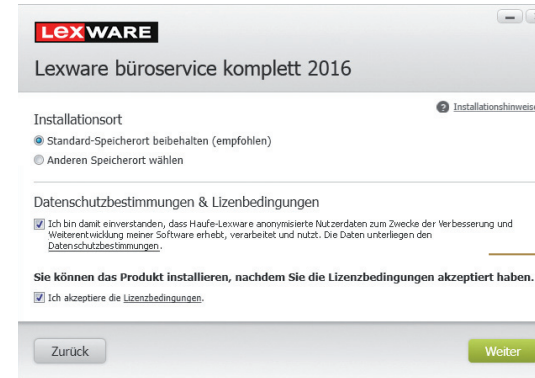 LEXWARE
Lexware büroservice komplett 2016
Installationshinweise
Installationsort
Standard-Speicherort beibehalten (empfohlen)
Anderen Speicherort wählen
Datenschutzbestimmungen & Lizenbedingungen
Ich bin damit einverstanden, dass Haufe-Lexware anonymisierte Nutzerdaten zum Zwecke der Verbesserung und
Weiterentwicklung meiner Software erhebt, verarbeitet und nutzt. Die Daten unterliegen den
Datenschutzbestimmungen.
Sie können das Produkt installieren, nachdem Sie die Lizenzbedingungen akzeptiert haben.
Ich akzeptiere die Lizenzbedingungen.
Zurück
Weiter